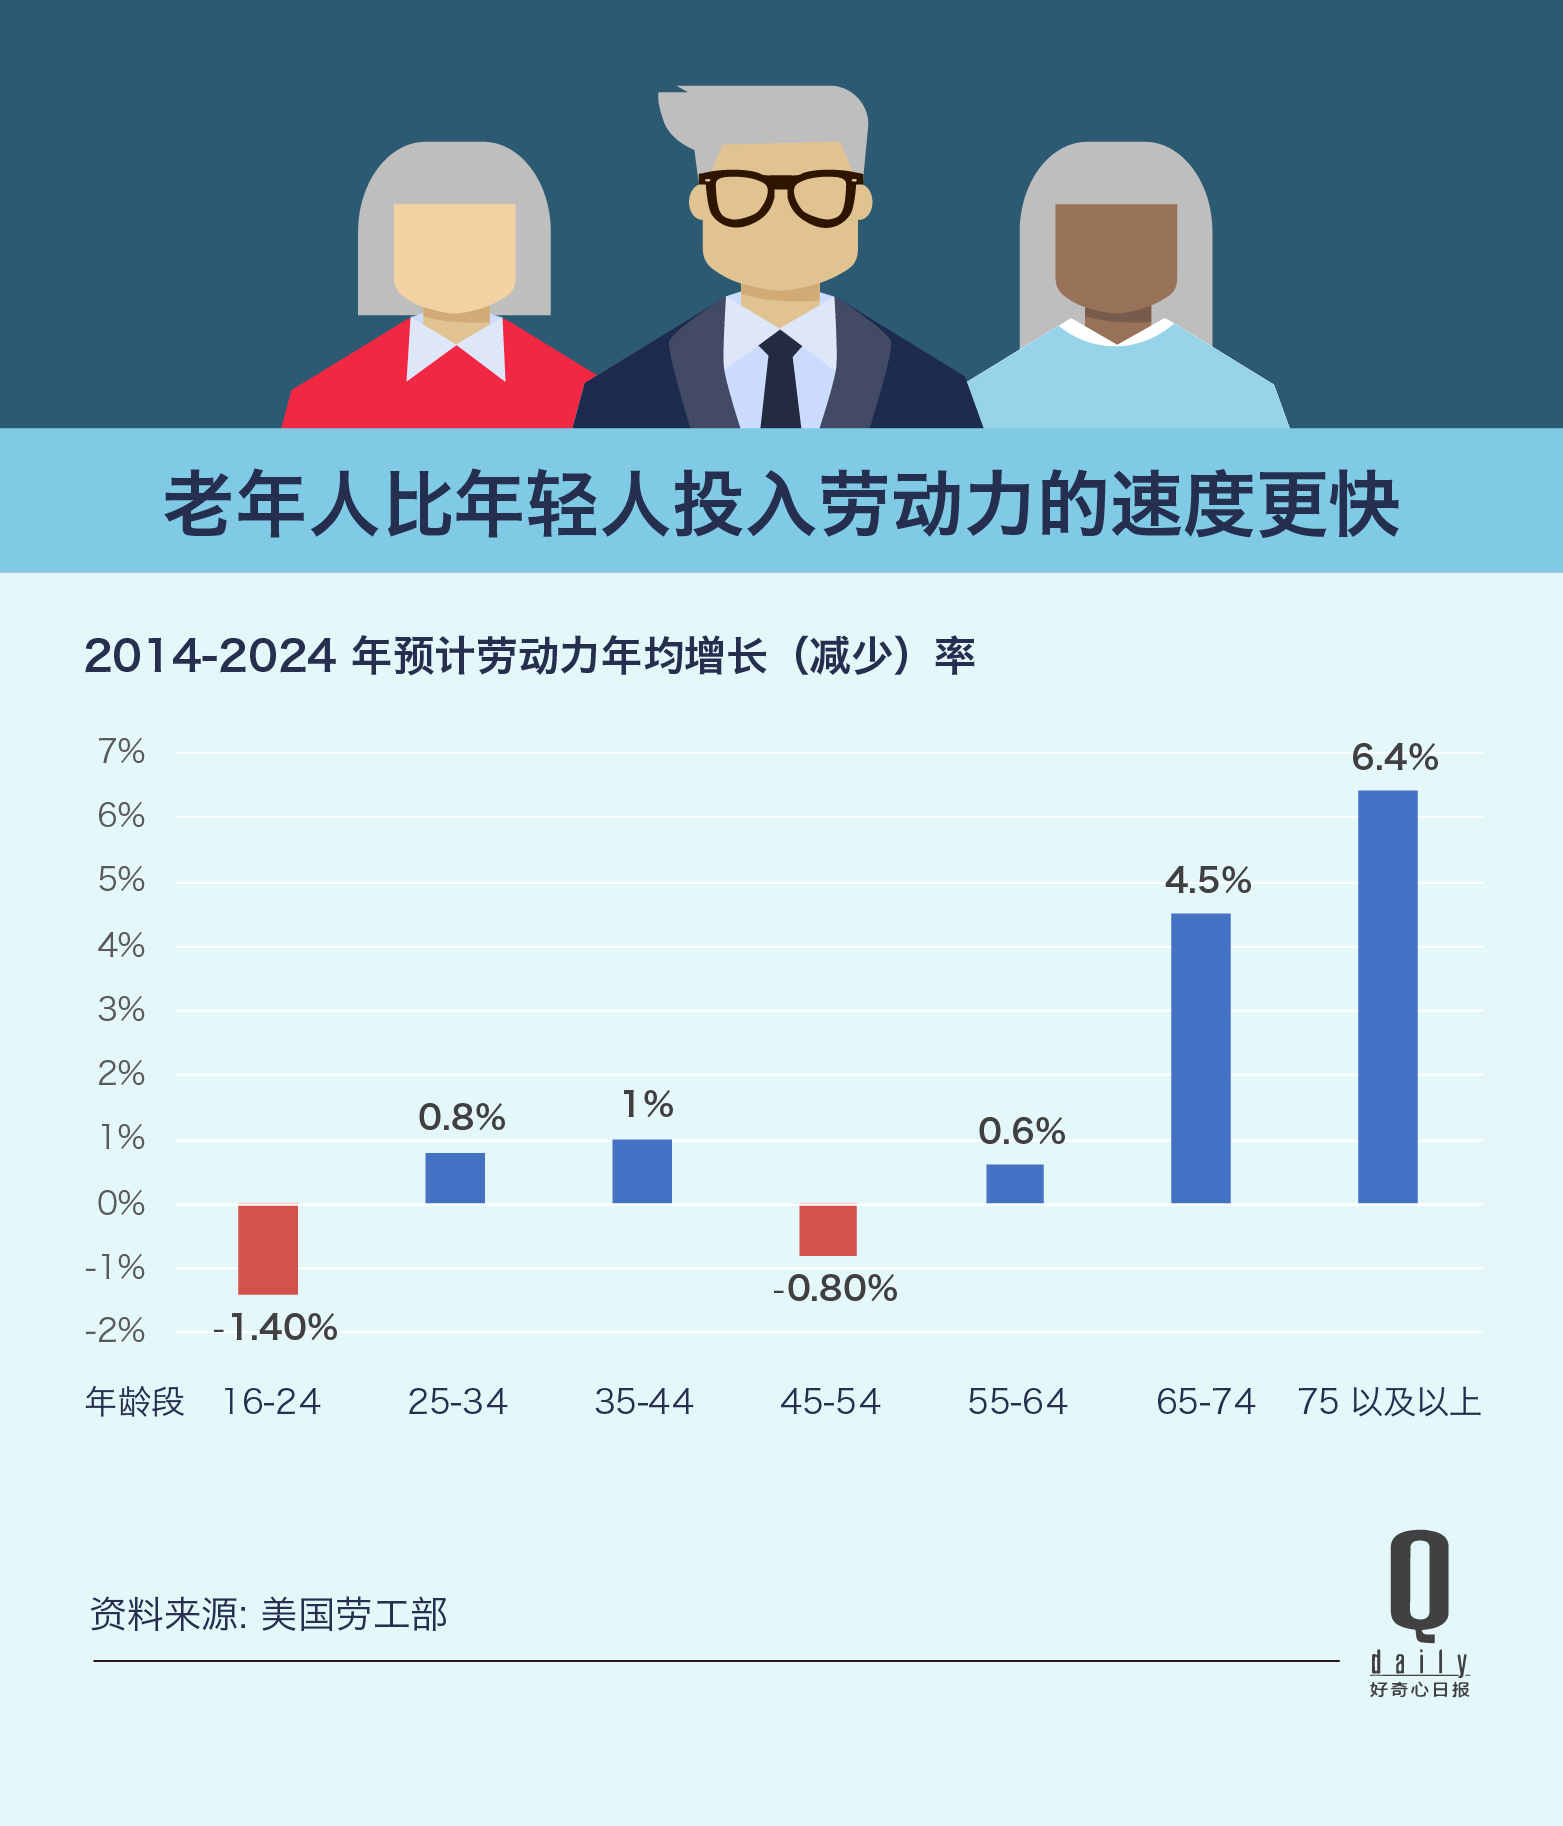 老年人比年轻人投入劳动力的速度更快
2014-2024 年预计劳动力年均增长（减少）率
7%
6%
5%
4%
3%
2%
1%
0%
-1%
-2%
-1.40%
0.8%
1%
-0.80%
0.6%
4.5%
6.4%
年龄段 16-24 25-34 35-44 45-54 55-64 65-74 75 以及以上
资料来源: 美国劳工部
Q
daily
好奇心日报